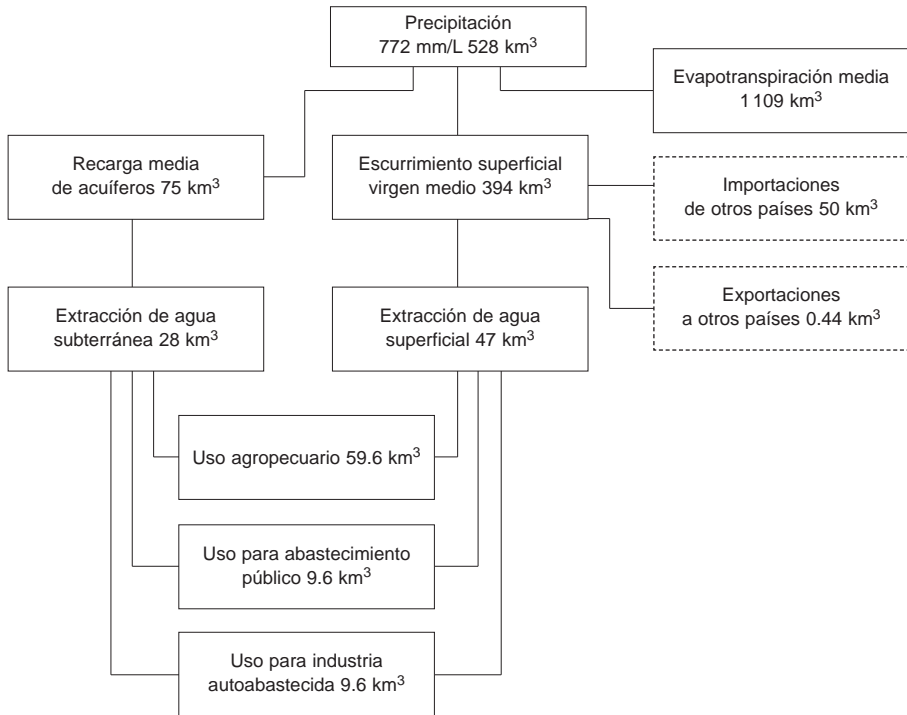 Precipitación
772 mm/L 528 km³
Evapotranspiración media
1 109 km³
Recarga media
de acuíferos 75 km³
Escurrimiento superficial
virgen medio 394 km³
Importaciones
de otros países 50 km³
Extracción de agua
subterránea 28 km³
Extracción de agua
superficial 47 km³
Exportaciones
a otros países 0.44 km³
Uso agropecuario 59.6 km³
Uso para abastecimiento
público 9.6 km³
Uso para industria
autoabastecida 9.6 km³